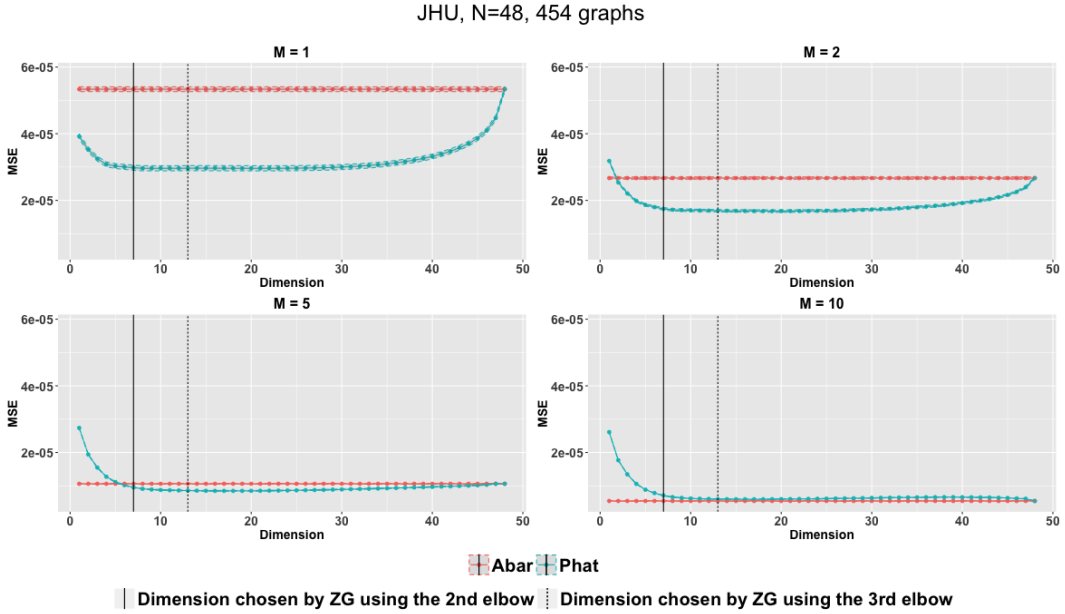 JHU, N=48, 454 graphs
M = 1
6e-05
4e-05
2e-05
MSE
0 10 20 30 40 50
Dimension
M = 2
6e-05
4e-05
2e-05
MSE
0 10 20 30 40 50
Dimension
M = 5
6e-05
4e-05
2e-05
MSE
0 10 20 30 40 50
Dimension
M = 10
6e-05
4e-05
2e-05
MSE
0 10 20 30 40 50
Dimension
Abar Phat
Dimension chosen by ZG using the 2nd elbow Dimension chosen by ZG using the 3rd elbow